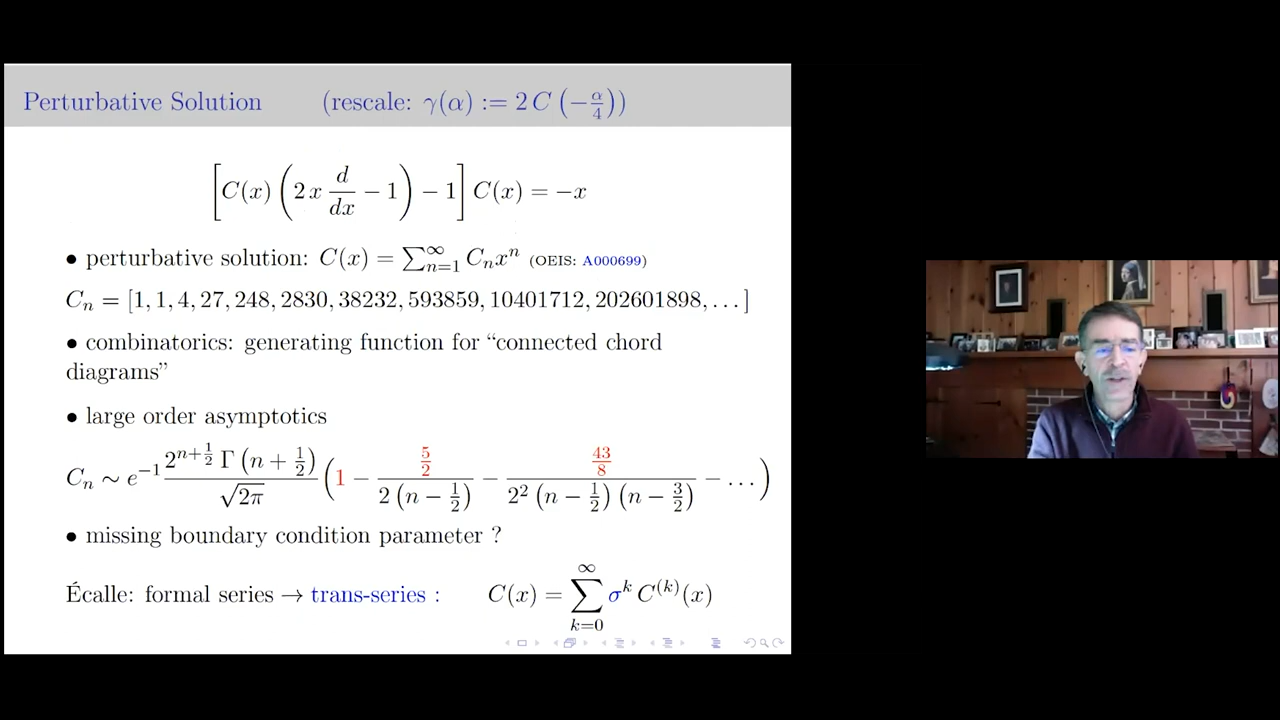 Perturbative Solution (rescale: γ(α) := 2 C (−α/4))
[C(x) (2 x d/dx − 1) − 1] C(x) = −x
• perturbative solution: C(x) = ∑_{n=1}^{∞} C_n x^n (OEIS: A000699)
C_n = [1, 1, 4, 27, 248, 2830, 38232, 593859, 10401712, 202601898, . . . ]
• combinatorics: generating function for “connected chord
diagrams”
• large order asymptotics
C_n ∼ e^{−1} 2^{n+1/2} Γ(n + 1/2) / √(2π) (1 − (5/2) / (2 (n − 1/2)) − (43/8) / (2^2 (n − 1/2) (n − 3/2)) − . . .)
• missing boundary condition parameter ?
Écalle: formal series → trans-series : C(x) = ∑_{k=0}^{∞} σ^k C^{(k)}(x)